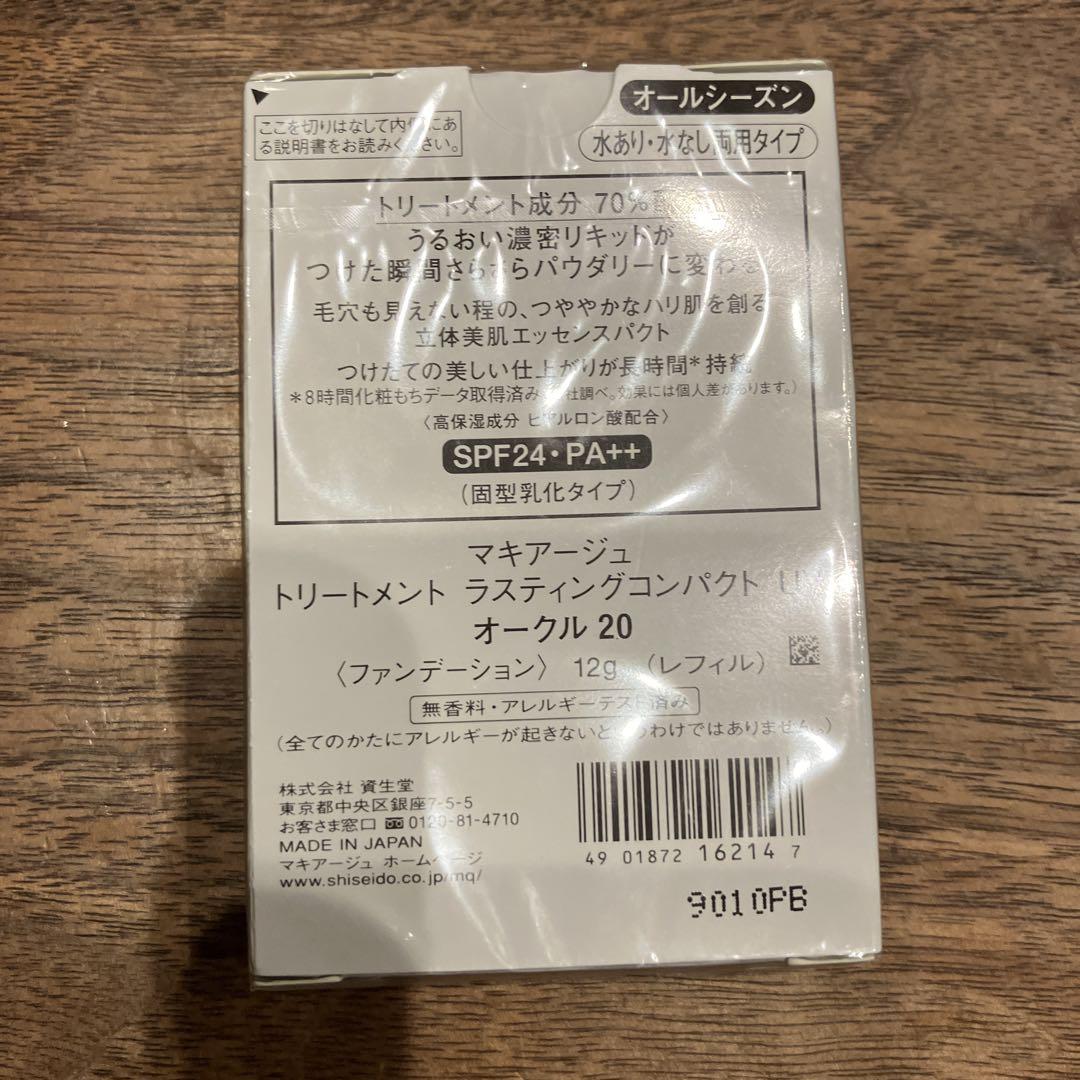 オールシーズン
ここを切りはなして内側にあ
る説明書をお読みください。
水あり・水なし両用タイプ
トリートメント成分 70%
うるおい濃密リキッドが
つけた瞬間さらさらパウダリーに変わる
毛穴も見えない程の、つややかなハリ肌を創る
立体美肌エッセンスパクト
つけたての美しい仕上がりが長時間*持続
*8時間化粧もちデータ取得済み 社調べ。効果には個人差があります。)
〈高保湿成分 ヒアルロン酸配合〉
SPF24・PA++
(固型乳化タイプ)
マキアージュ
トリートメント ラスティングコンパクト UV
オークル 20
〈ファンデーション〉 12g (レフィル)
無香料・アレルギーテスト済み
(全てのかたにアレルギーが起きないというわけではありません。)
株式会社 資生堂
東京都中央区銀座7-5-5
お客さま窓口 0120-81-4710
MADE IN JAPAN
マキアージュ ホームページ
www.shiseido.co.jp/mq/
4901872162147
9010PB